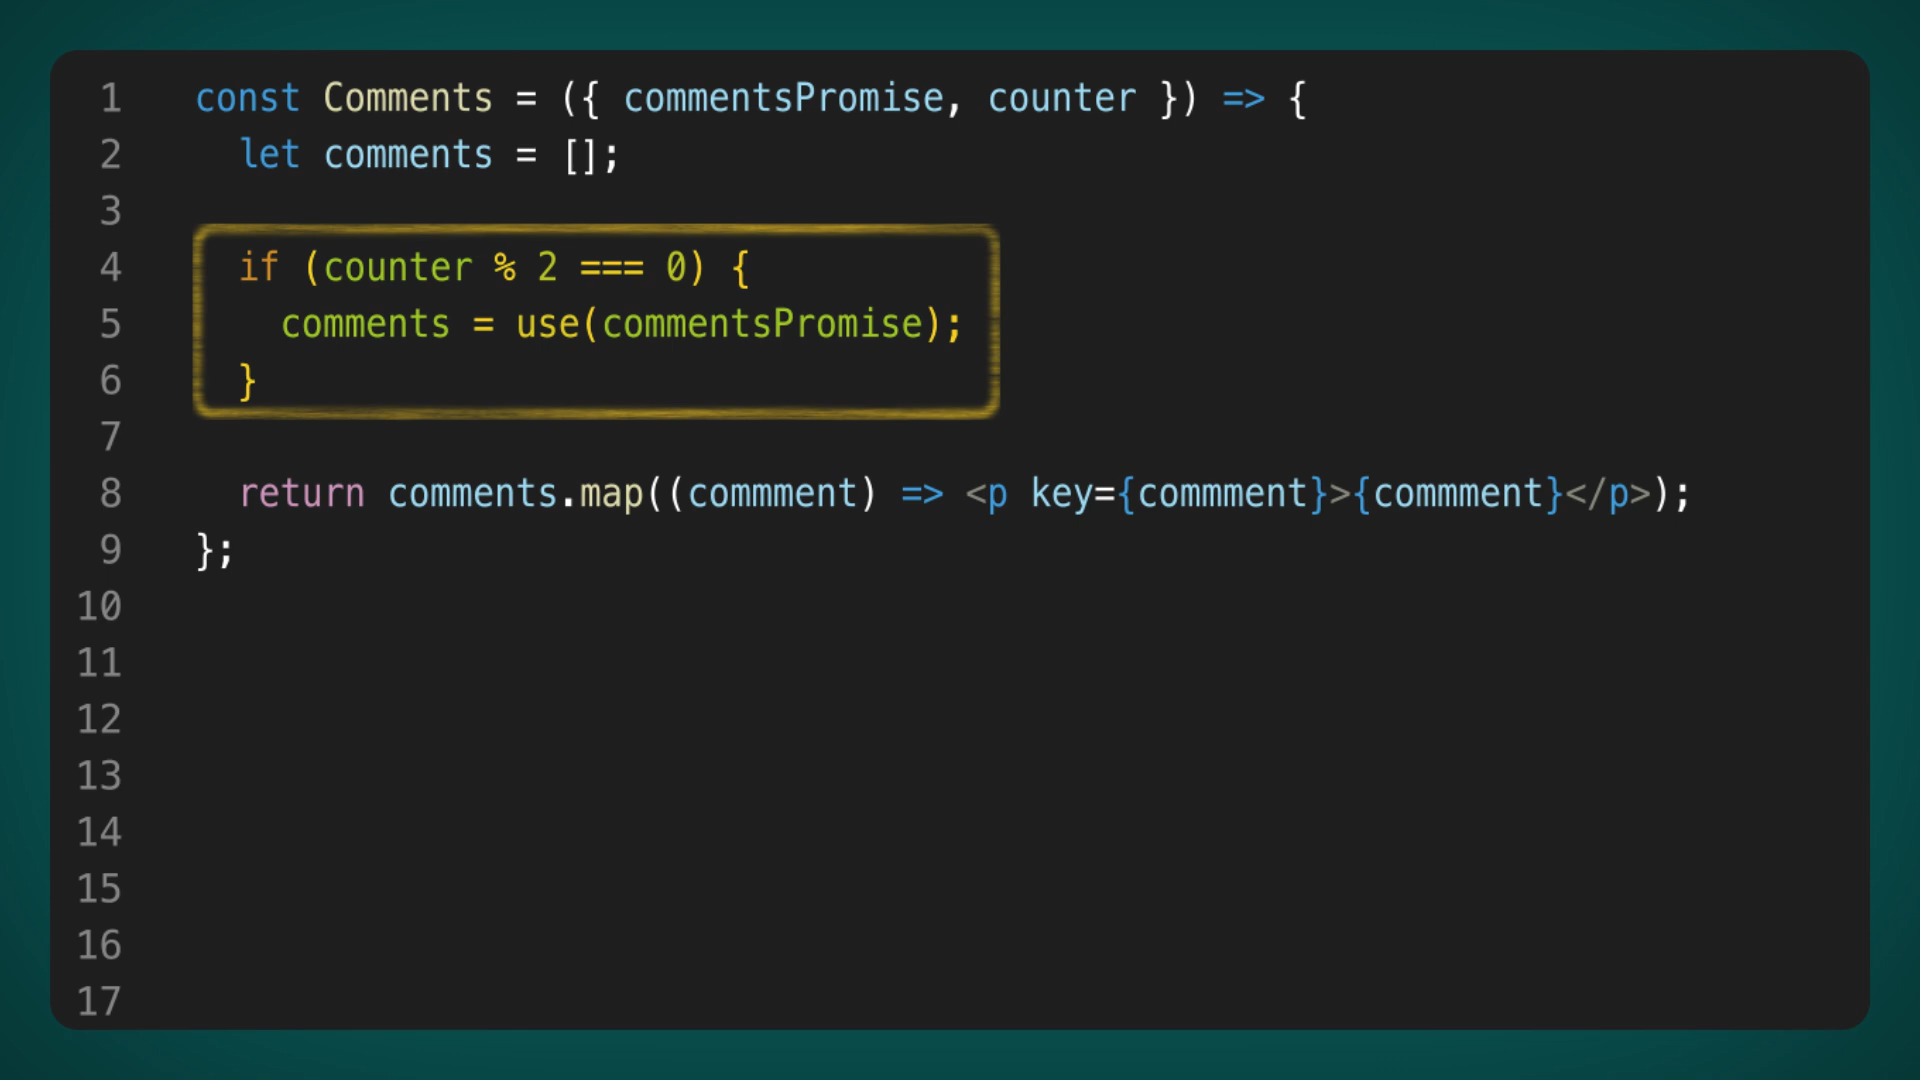 1 const Comments = ({ commentsPromise, counter }) => {
2 let comments = [];
3
4 if (counter % 2 === 0) {
5 comments = use(commentsPromise);
6 }
7
8 return comments.map((commment) => <p key={commment}>{commment}</p>);
9 };
10
11
12
13
14
15
16
17